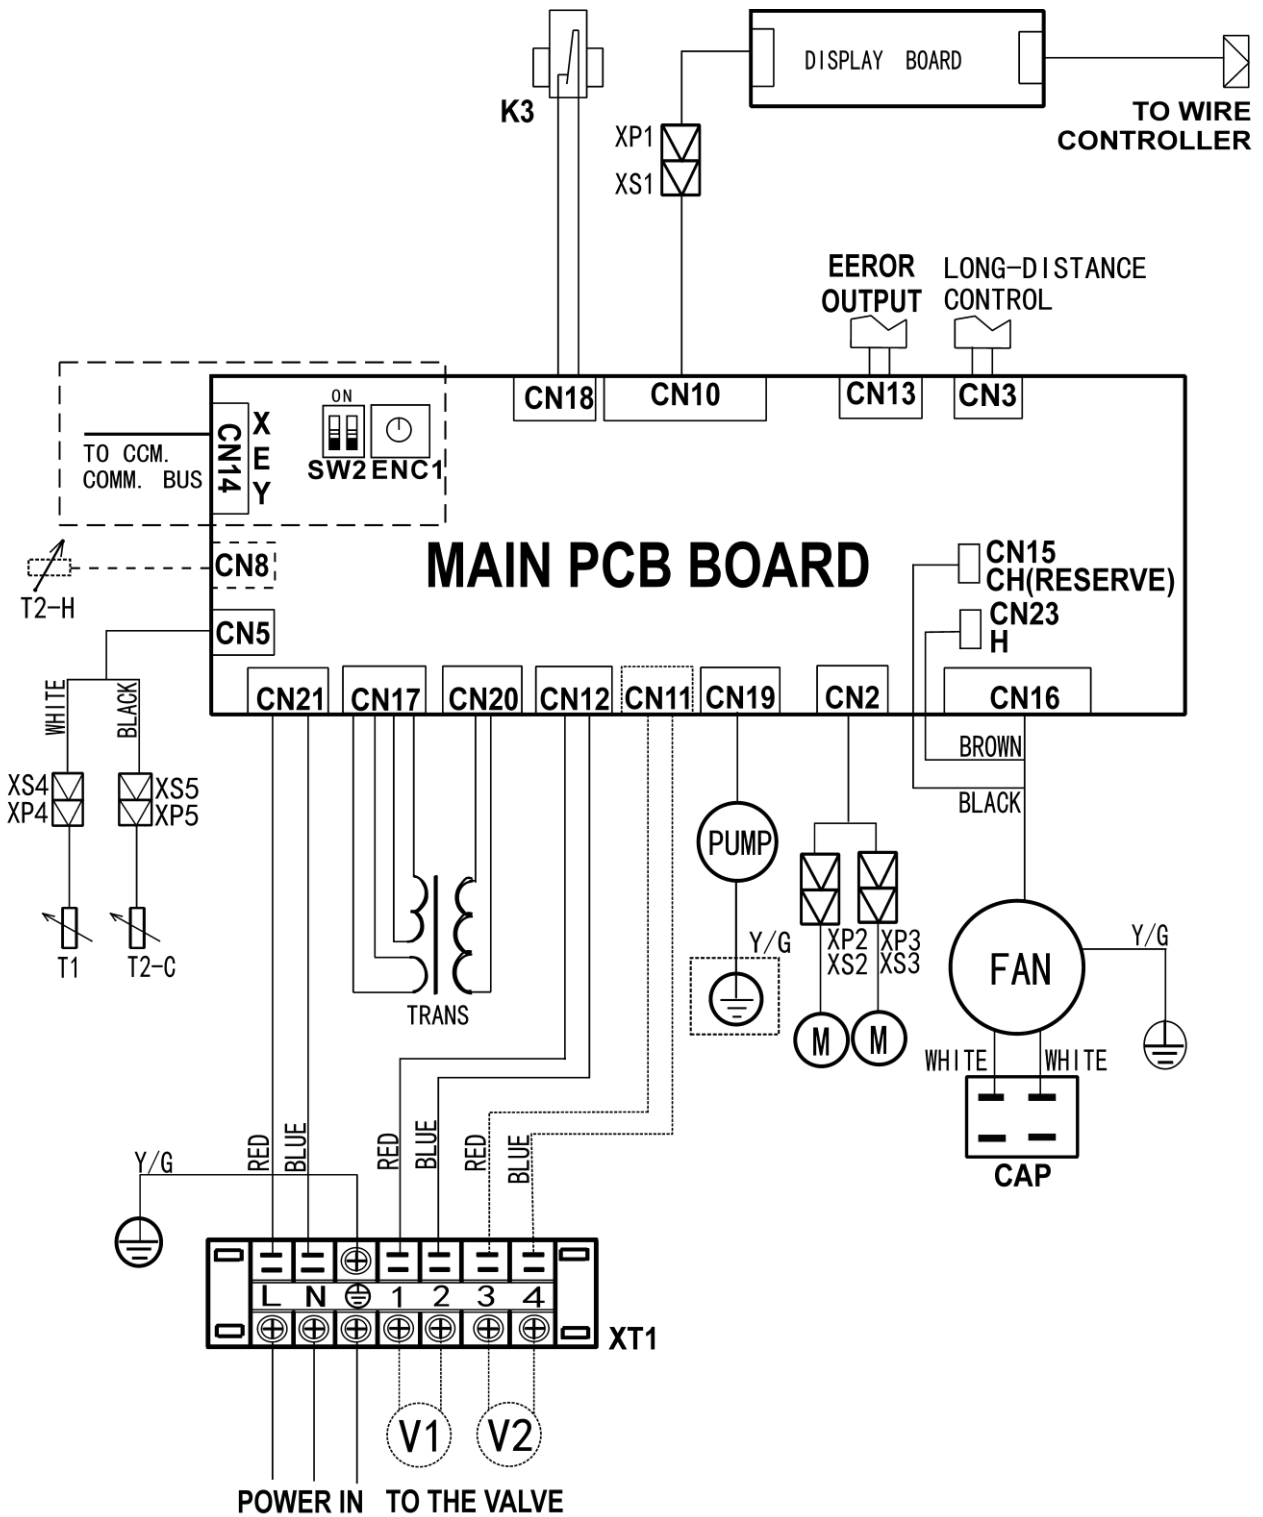 DISPLAY BOARD
K3
TO WIRE
CONTROLLER
XP1
XS1
EEROR
OUTPUT
LONG-DISTANCE
CONTROL
CN18
CN10
CN13
CN3
ON
SW2
ENC1
CN14
X
E
Y
TO CCM.
COMM. BUS
CN8
T2-H
CN5
MAIN PCB BOARD
CN15
CH(RESERVE)
CN23
H
CN21
CN17
CN20
CN12
CN11
CN19
CN2
CN16
WHITE
BLACK
BROWN
BLACK
XS4
XP4
XS5
XP5
T1
T2-C
TRANS
PUMP
Y/G
XP2
XS2
XP3
XS3
M
M
FAN
Y/G
WHITE
WHITE
CAP
Y/G
RED
BLUE
RED
BLUE
RED
BLUE
L N 1 2 3 4
XT1
V1
V2
POWER IN
TO THE VALVE